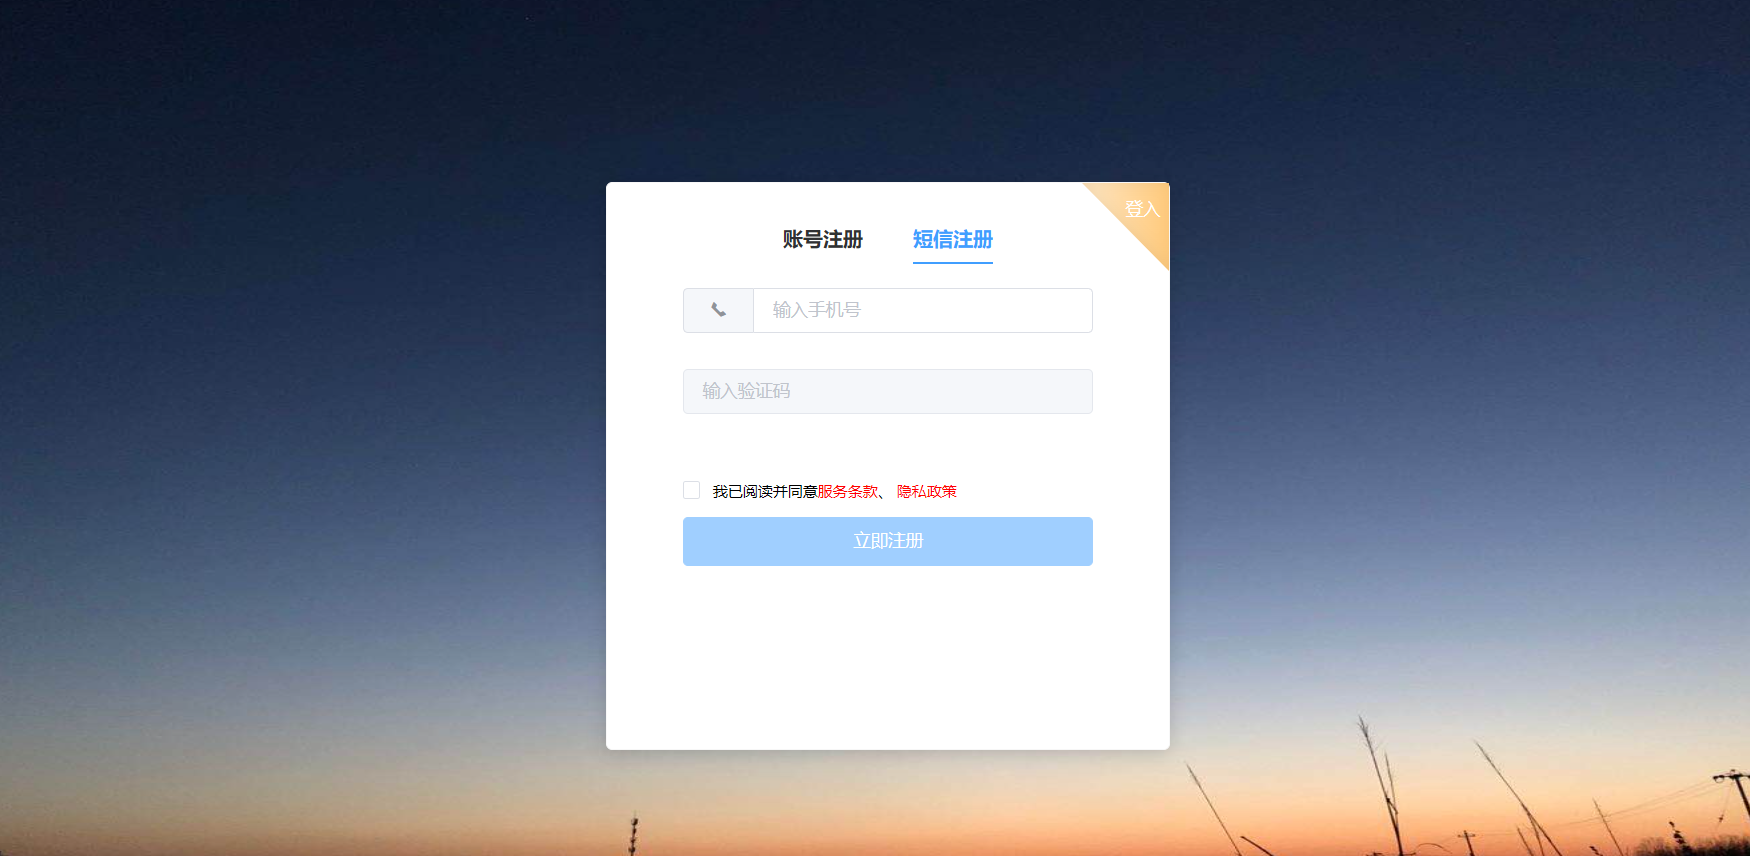 登入
账号注册 短信注册
输入手机号
输入验证码
我已阅读并同意服务条款、 隐私政策
立即注册